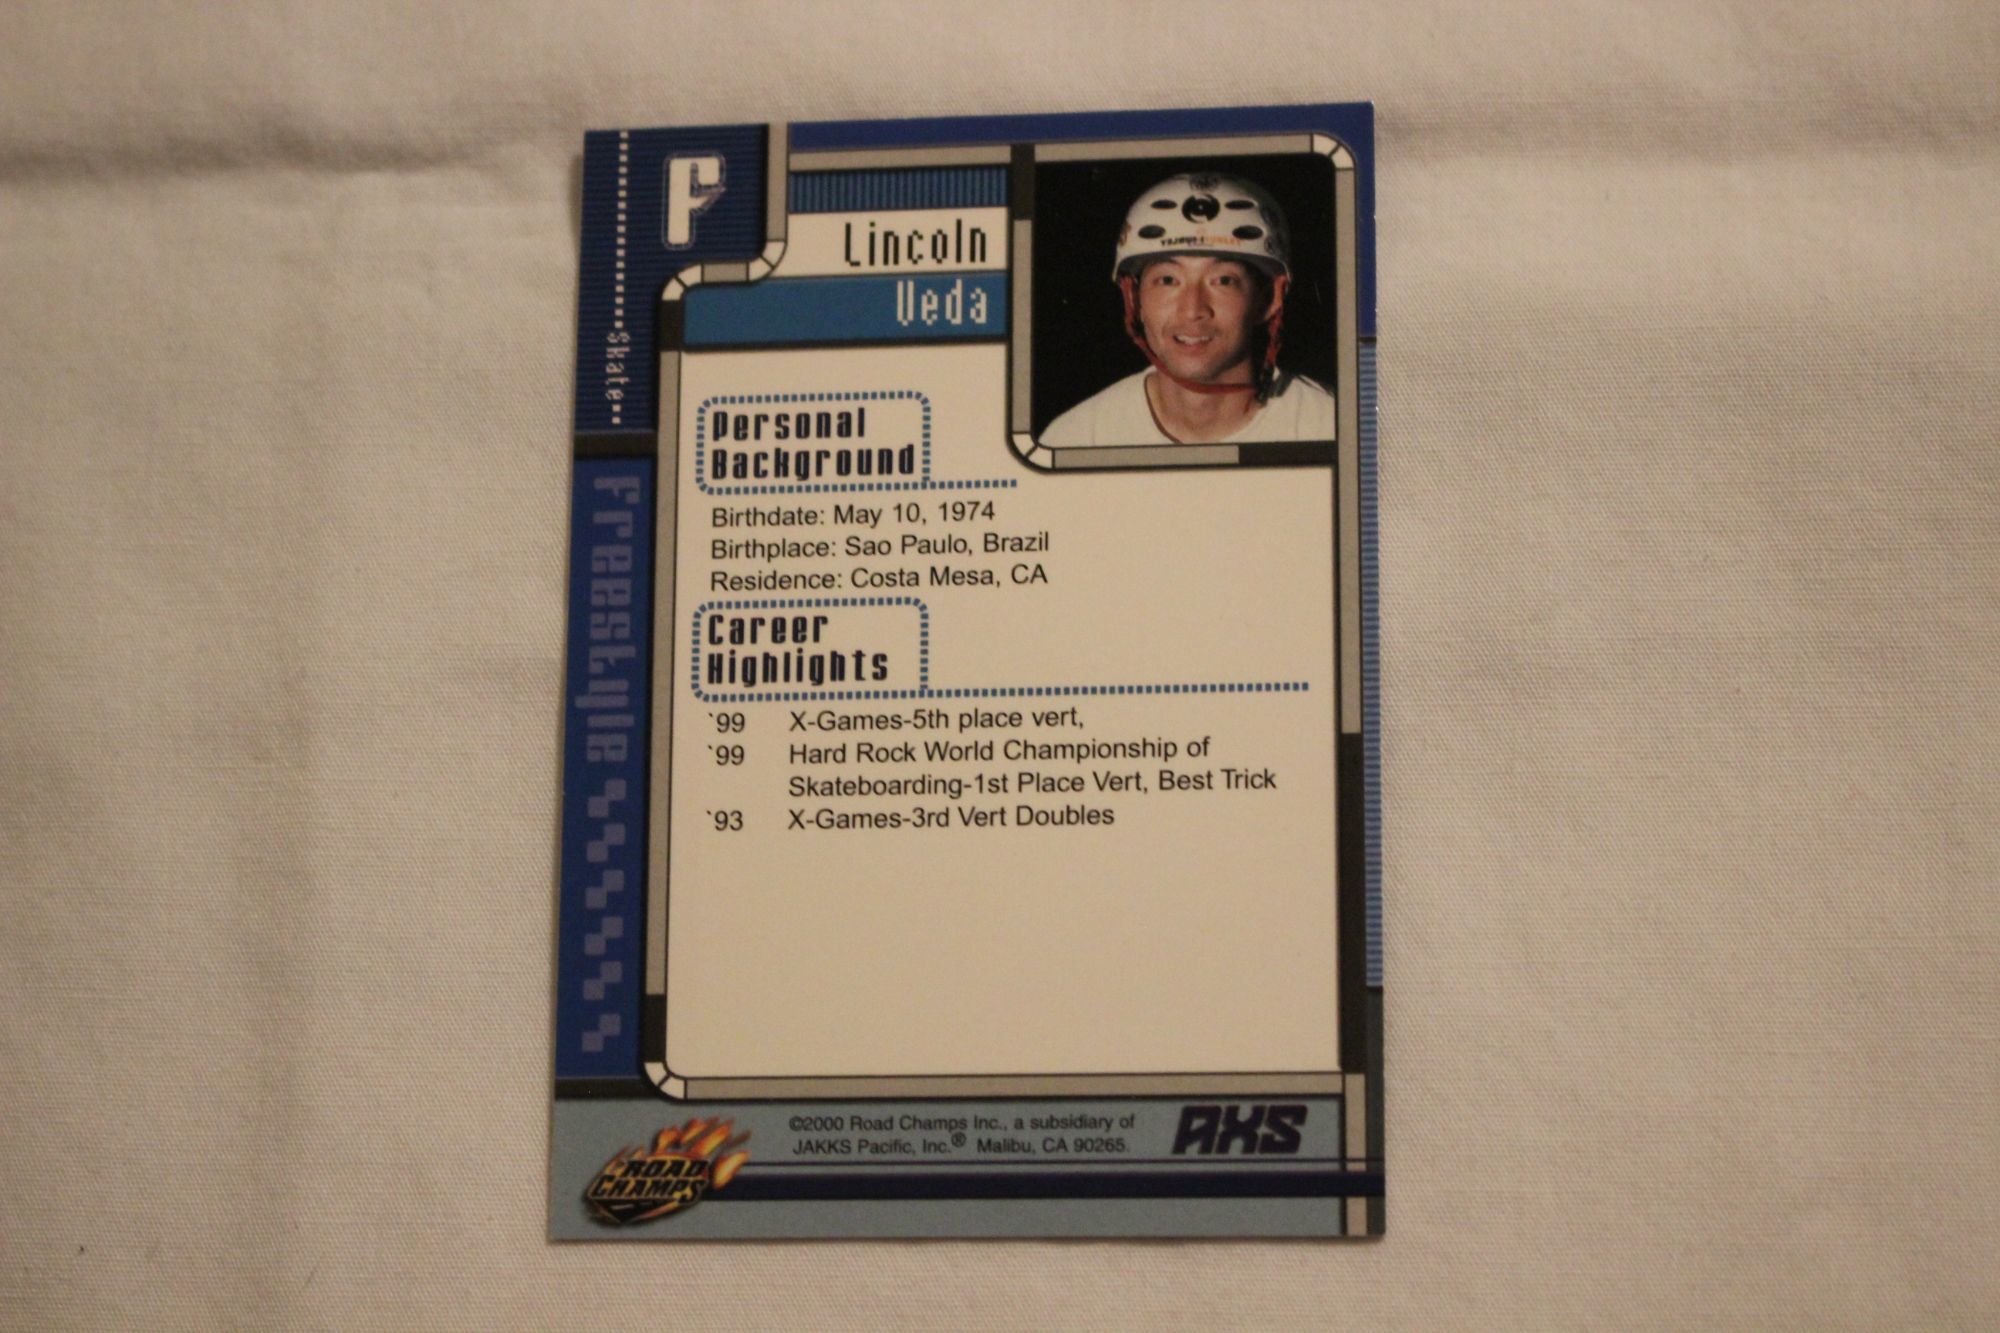 Lincoln
Ueda
Skate
Freestyle
Personal
Background
Birthdate: May 10, 1974
Birthplace: Sao Paulo, Brazil
Residence: Costa Mesa, CA
Career
Highlights
`99 X-Games-5th place vert,
`99 Hard Rock World Championship of
Skateboarding-1st Place Vert, Best Trick
`93 X-Games-3rd Vert Doubles
©2000 Road Champs Inc., a subsidiary of
JAKKS Pacific, Inc.® Malibu, CA 90265.
AXS
ROAD
CHAMPS